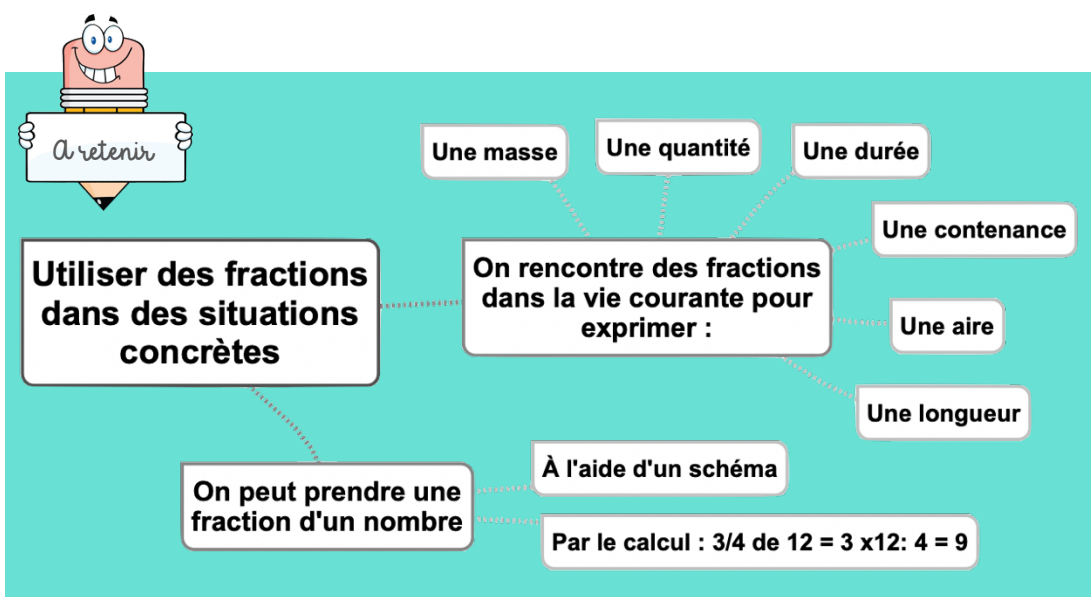 A retenir
Une masse
Une quantité
Une durée
Une contenance
Utiliser des fractions
dans des situations
concrètes
On rencontre des fractions
dans la vie courante pour
exprimer :
Une aire
Une longueur
On peut prendre une
fraction d'un nombre
À l'aide d'un schéma
Par le calcul : 3/4 de 12 = 3 x12: 4 = 9